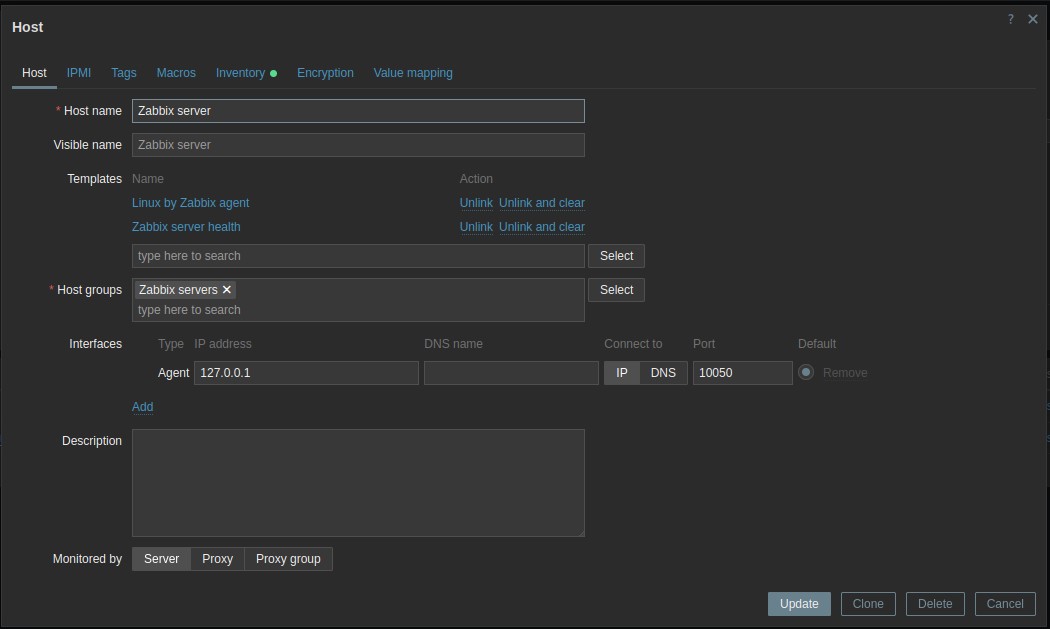 Host
?
Host IPMI Tags Macros Inventory Encryption Value mapping
* Host name Zabbix server
Visible name Zabbix server
Templates Name Action
Linux by Zabbix agent Unlink Unlink and clear
Zabbix server health Unlink Unlink and clear
type here to search Select
* Host groups Zabbix servers Select
type here to search
Interfaces Type IP address DNS name Connect to Port Default
Agent 127.0.0.1 IP DNS 10050 Remove
Add
Description
Monitored by Server Proxy Proxy group
Update Clone Delete Cancel